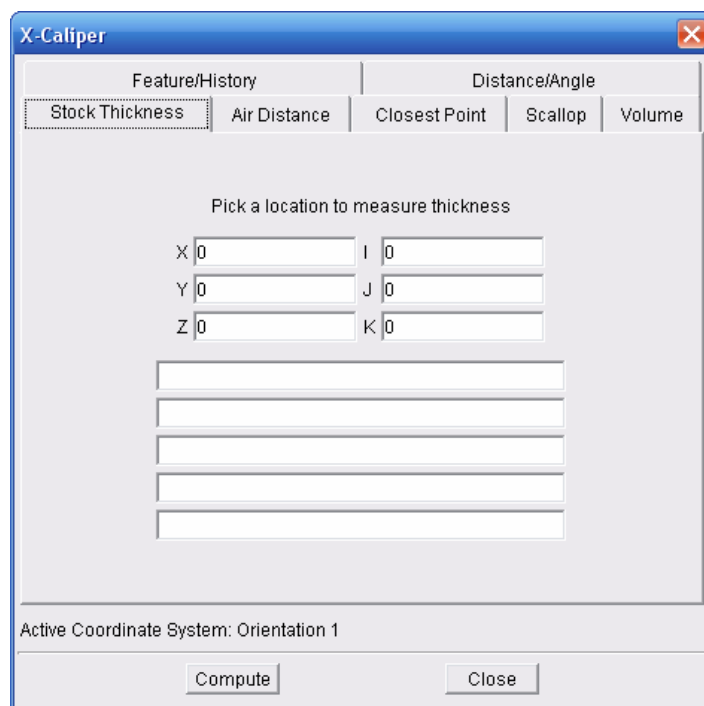 X-Caliper
Feature/History Distance/Angle
Stock Thickness Air Distance Closest Point Scallop Volume
Pick a location to measure thickness
X 0 I 0
Y 0 J 0
Z 0 K 0
Active Coordinate System: Orientation 1
Compute Close